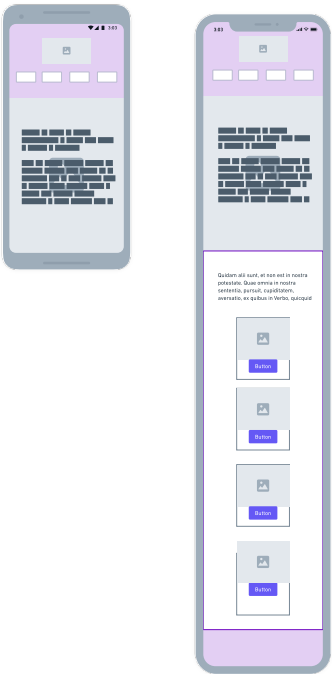 3:03
3:03
Quidam alii sunt, et non est in nostra
potestate. Quae omnia in nostra
sententia, pursuit, cupiditatem,
aversatio, ex quibus in Verbo, quicquid
Button
Button
Button
Button